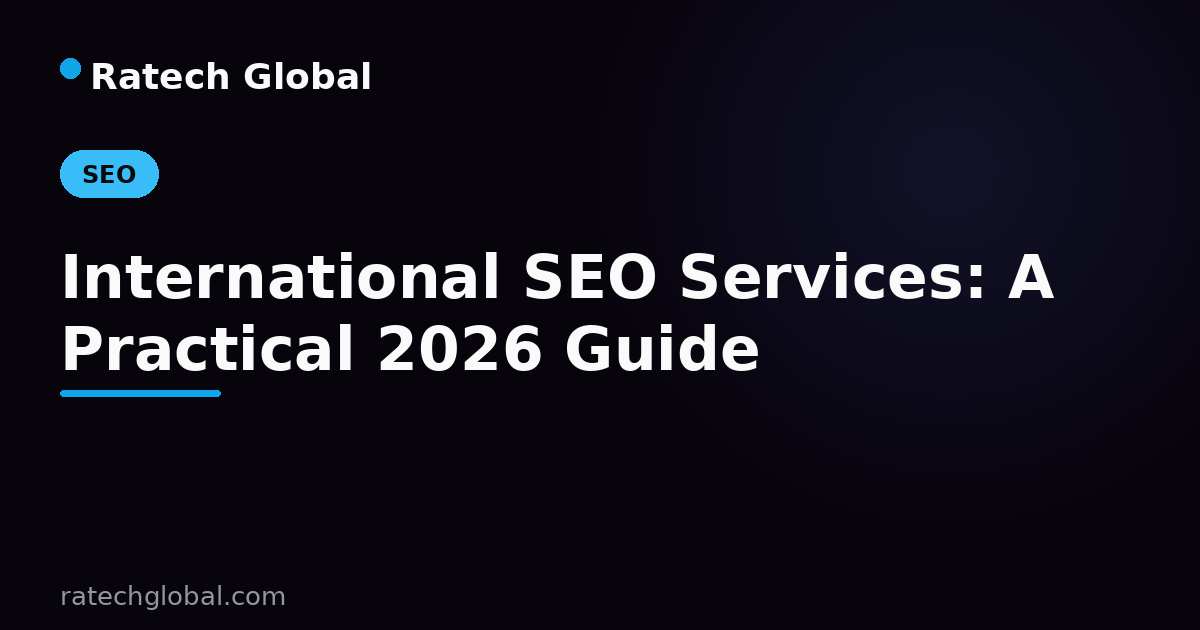 Ratech Global
SEO
International SEO Services: A
Practical 2026 Guide
ratechglobal.com